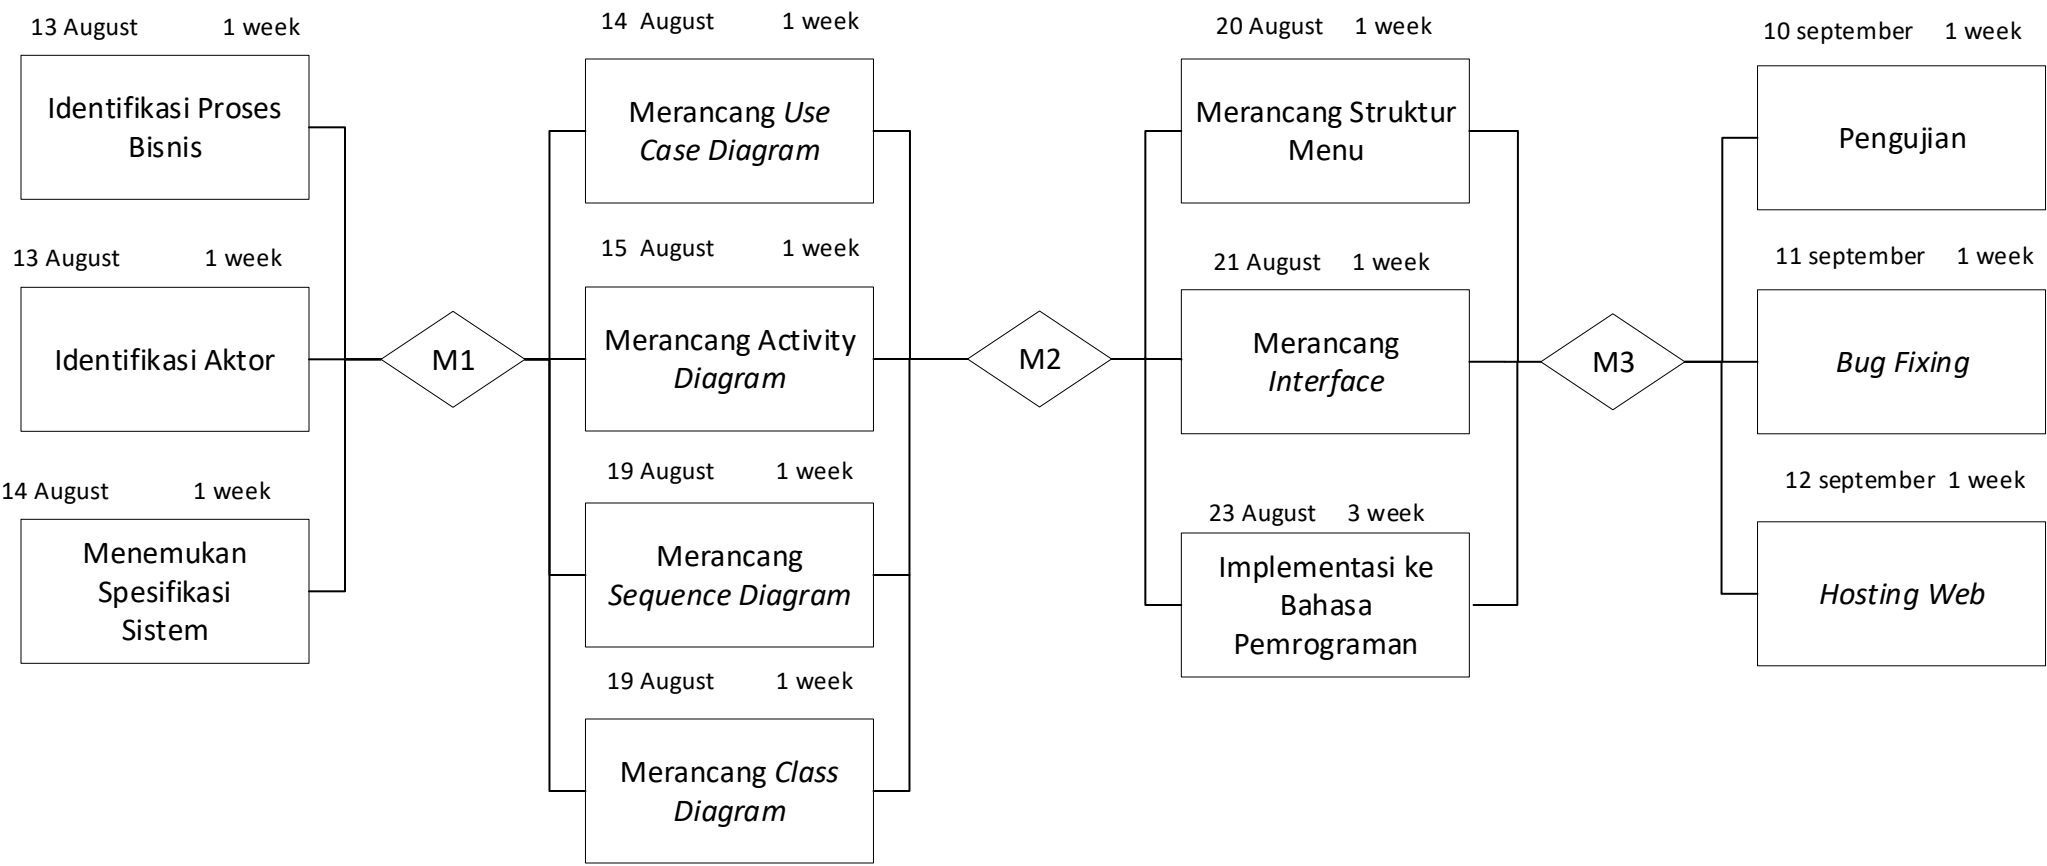 13 August 1 week
Identifikasi Proses
Bisnis
13 August 1 week
Identifikasi Aktor
14 August 1 week
Menemukan
Spesifikasi
Sistem
M1
14 August 1 week
Merancang Use
Case Diagram
15 August 1 week
Merancang Activity
Diagram
19 August 1 week
Merancang
Sequence Diagram
19 August 1 week
Merancang Class
Diagram
M2
20 August 1 week
Merancang Struktur
Menu
21 August 1 week
Merancang
Interface
23 August 3 week
Implementasi ke
Bahasa
Pemrograman
M3
10 september 1 week
Pengujian
11 september 1 week
Bug Fixing
12 september 1 week
Hosting Web